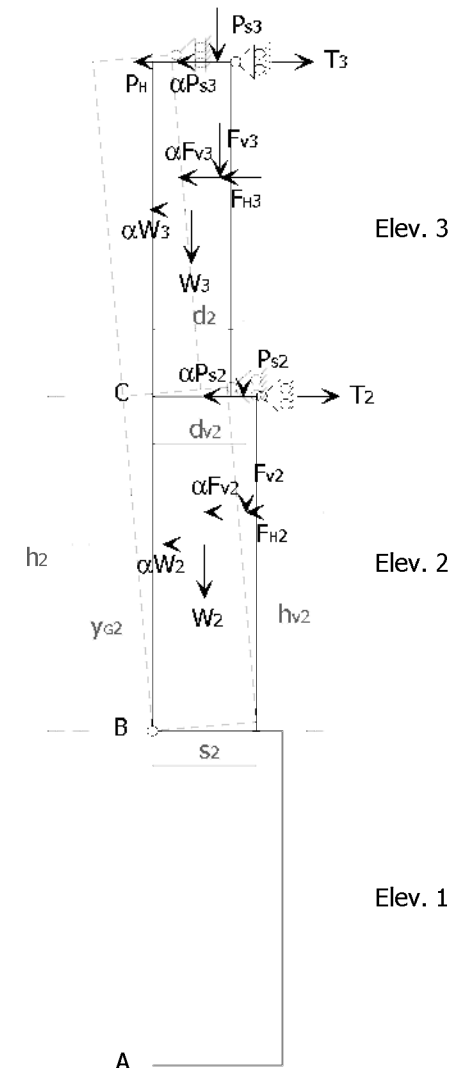 Ps3
PH αPs3 T3
αFv3 Fv3
FH3
αW3 Elev. 3
W3
d2
αPs2 Ps2
C T2
dv2
αFv2 Fv2
FH2
h2 αW2 Elev. 2
yG2 W2 hv2
B
s2
Elev. 1
A